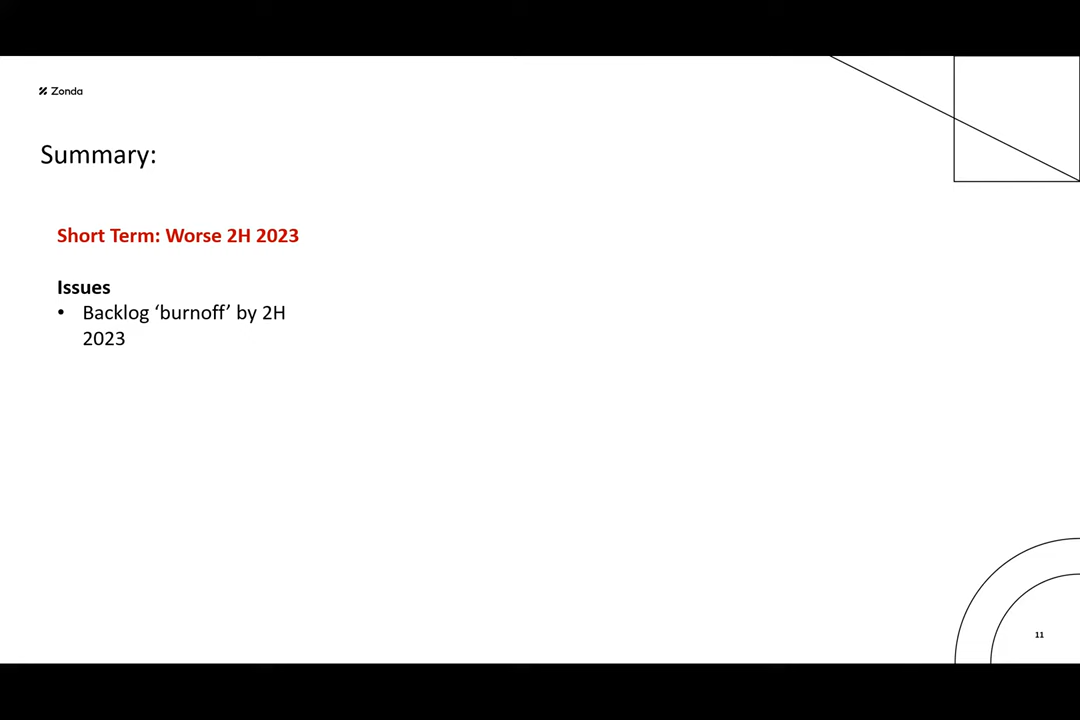 Zonda
Summary:
Short Term: Worse 2H 2023
Issues
• Backlog ‘burnoff’ by 2H
2023
11